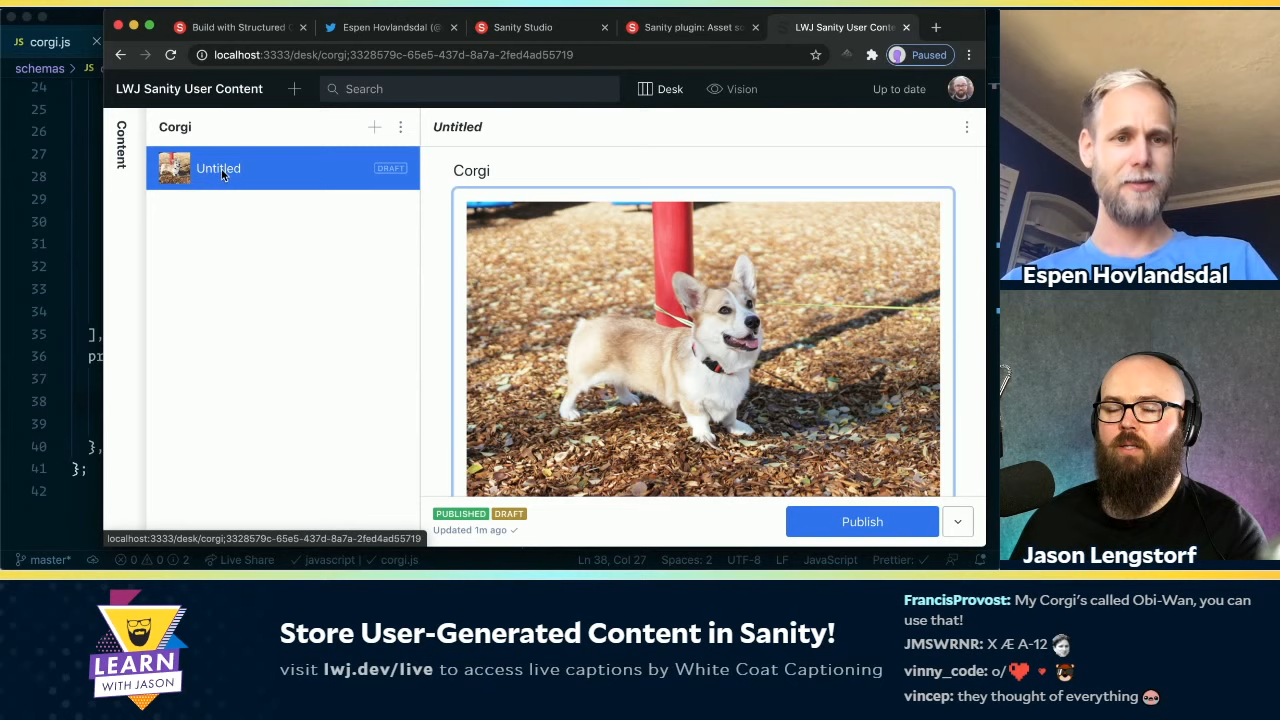 corgi.js
schemas > JS
24
25
26
27
28
29
30
31
32
33
34
35 ],
36 pr
37
38
39
40 },
41 };
42
Build with Structured C
Espen Hovlandsdal (@
Sanity Studio
Sanity plugin: Asset so
LWJ Sanity User Conte
localhost:3333/desk/corgi;3328579c-65e5-437d-8a7a-2fed4ad55719
Paused
LWJ Sanity User Content
Search
Desk
Vision
Up to date
Content
Corgi
Untitled
DRAFT
Untitled
Corgi
PUBLISHED DRAFT
Updated 1m ago
Publish
localhost:3333/desk/corgi;3328579c-65e5-437d-8a7a-2fed4ad55719
master* 0 0 2 Live Share javascript | corgi.js Ln 38, Col 27 Spaces: 2 UTF-8 LF JavaScript Prettier:
Espen Hovlandsdal
Jason Lengstorf
LEARN
WITH JASON
Store User-Generated Content in Sanity!
visit lwj.dev/live to access live captions by White Coat Captioning
FrancisProvost: My Corgi's called Obi-Wan, you can
use that!
JMSWRNR: X Æ A-12
vinny_code: o/
vincep: they thought of everything